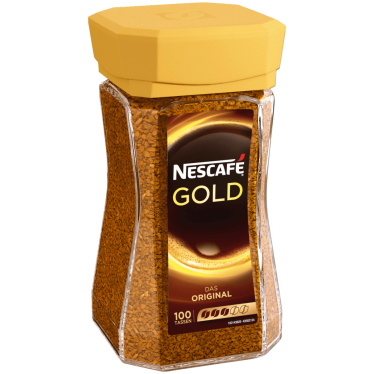 NESCAFÉ
GOLD
DAS
ORIGINAL
100
TASSEN